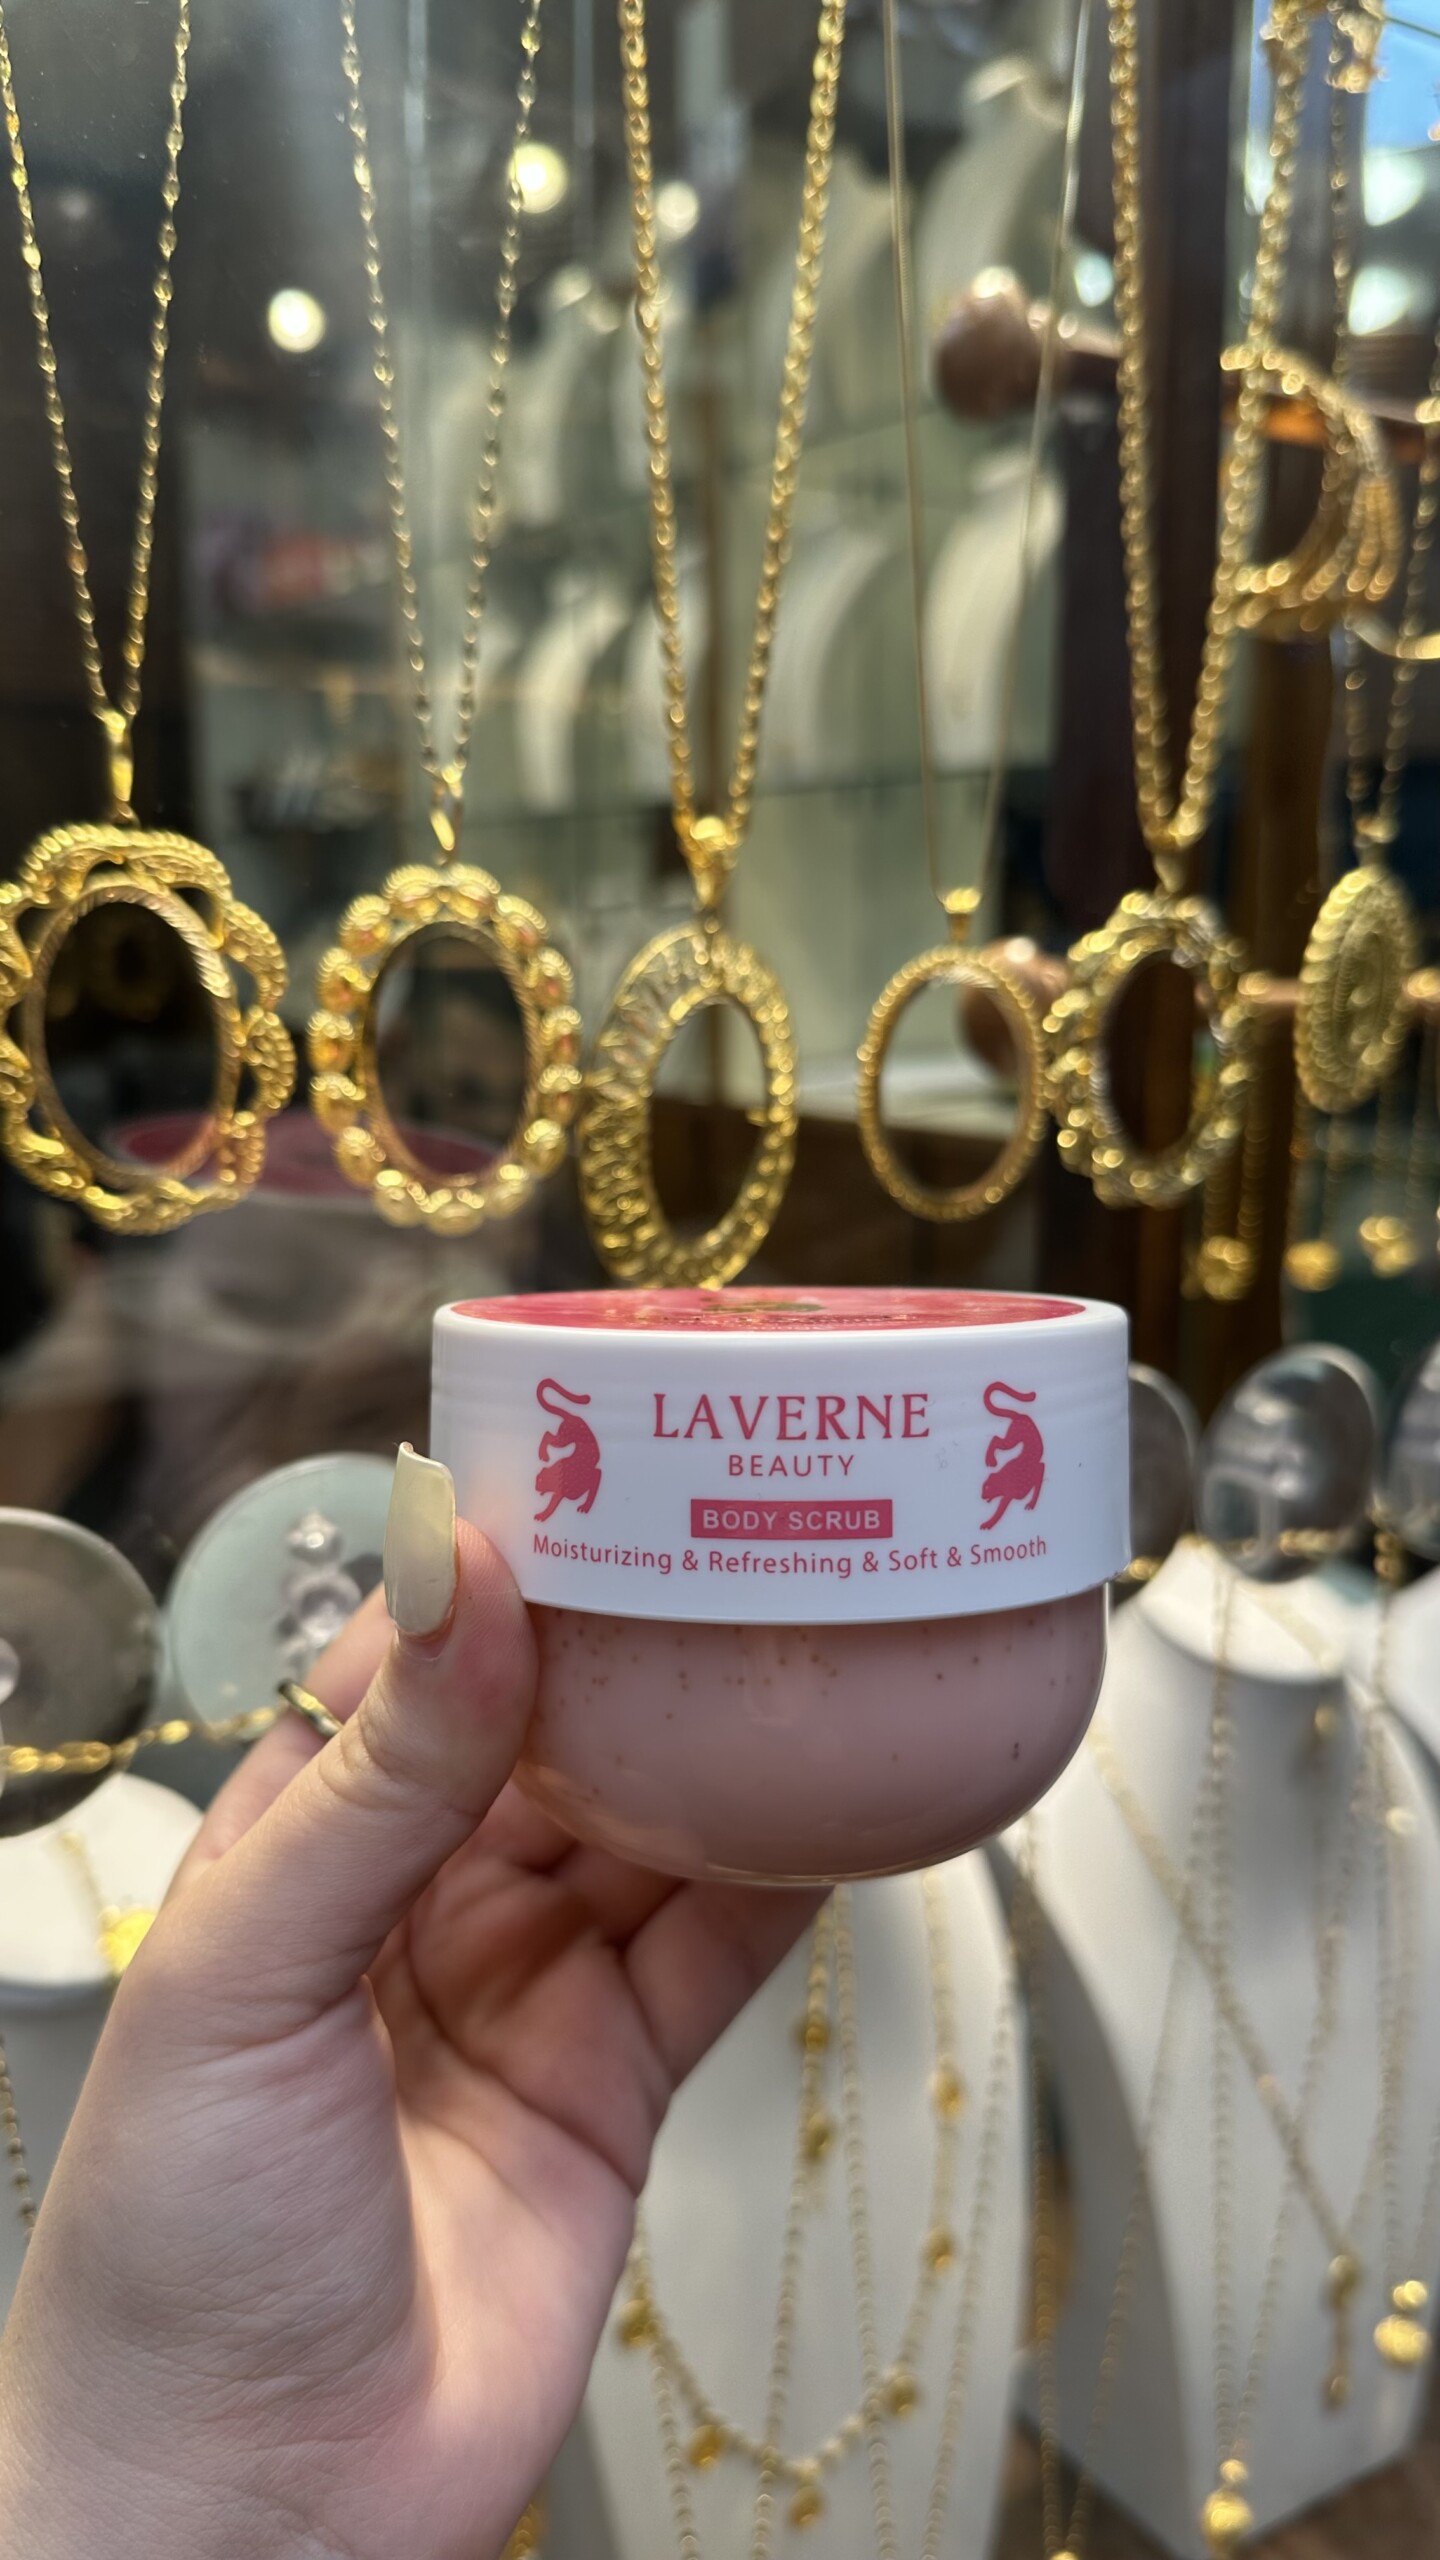 LAVERNE
BEAUTY
BODY SCRUB
Moisturizing & Refreshing & Soft & Smooth